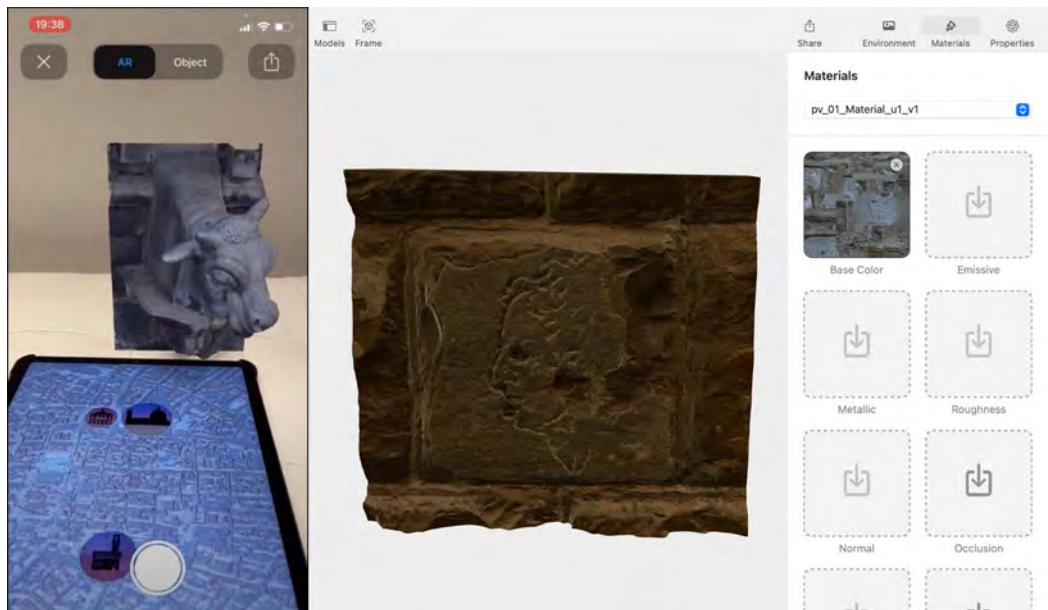 19:38
AR Object
Models Frame
Share Environment Materials Properties
Materials
pv_01_Material_u1_v1
Base Color Emissive
Metallic Roughness
Normal Occlusion